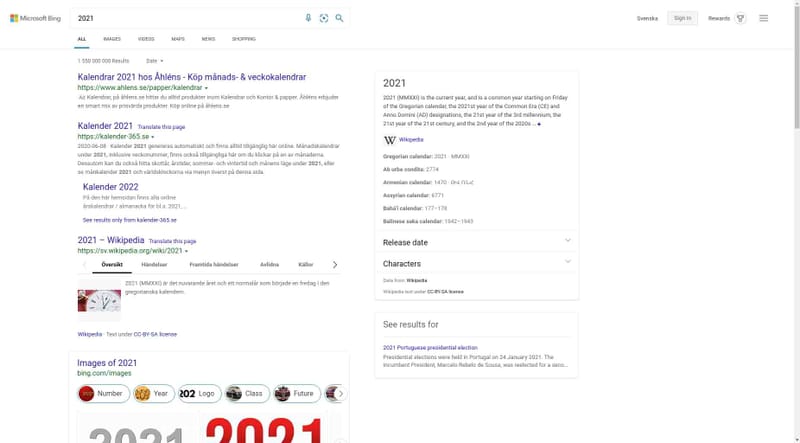 Microsoft Bing
2021
Svenska
Sign in
Rewards
ALL
IMAGES
VIDEOS
MAPS
NEWS
SHOPPING
1 550 000 000 Results
Date
Kalendrar 2021 hos Åhléns - Köp månads- & veckokalendrar
https://www.ahlens.se/papper/kalendrar
Ad Kalendrar, på åhlens.se hittar du alltid produkter inom Kalendrar och Kontor & papper. Åhléns erbjuder
en smart mix av prisvärda produkter. Köp online på åhlens.se
Kalender 2021 Translate this page
https://kalender-365.se
2020-06-08 · Kalender 2021 genereras automatiskt och finns alltid tillgänglig här online. Månadskalendrar
under 2021, inklusive veckonummer, finns också tillgängliga här om du klickar på en av månaderna.
Dessutom kan du också hitta skottår, årstider, sommar- och vintertid och månens läge under 2021, eller
se månkalender 2021 och världsklockorna via menyn överst på denna sida.
Kalender 2022
På den här hemsidan finns alla online
årskalendrar / almanacka för bl.a. 2021, ...
See results only from kalender-365.se
2021 – Wikipedia Translate this page
https://sv.wikipedia.org/wiki/2021
Översikt
Händelser
Framtida händelser
Avlidna
Källor
2021 (MMXXI) är det nuvarande året och ett normalår som började en fredag i den
gregorianska kalendern.
Wikipedia · Text under CC-BY-SA license
Images of 2021
bing.com/images
Number
Year
Logo
Class
Future
2021
2021
2021
2021 (MMXXI) is the current year, and is a common year starting on Friday
of the Gregorian calendar, the 2021st year of the Common Era (CE) and
Anno Domini (AD) designations, the 21st year of the 3rd millennium, the
21st year of the 21st century, and the 2nd year of the 2020s ...
Wikipedia
Gregorian calendar: 2021 · MMXXI
Ab urbe condita: 2774
Armenian calendar: 1470 · ԹՎ ՌՆՀ
Assyrian calendar: 6771
Bahá'í calendar: 177–178
Balinese saka calendar: 1942–1943
Release date
Characters
Data from: Wikipedia
Wikipedia text under CC-BY-SA license
See results for
2021 Portuguese presidential election
Presidential elections were held in Portugal on 24 January 2021. The
incumbent President, Marcelo Rebelo de Sousa, was reelected for a seco...